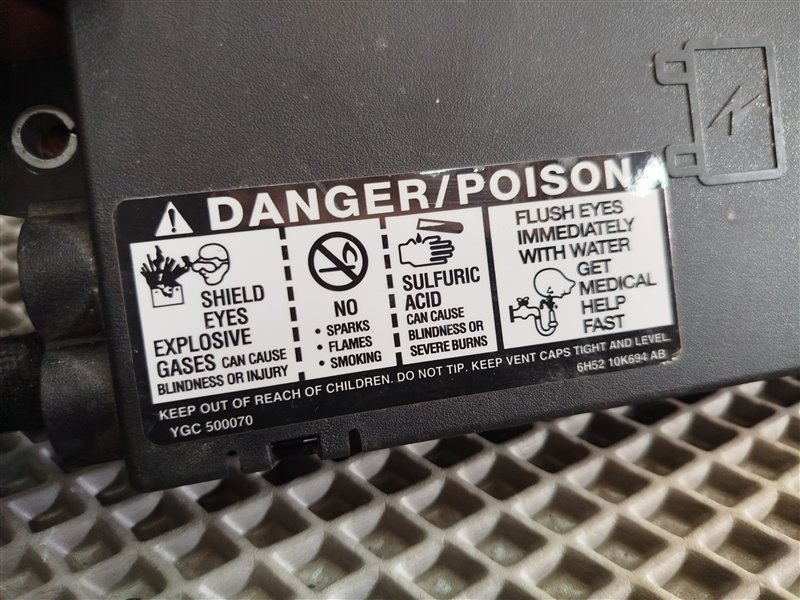 DANGER/POISON
SHIELD
EYES
EXPLOSIVE
GASES CAN CAUSE
BLINDNESS OR INJURY
NO
• SPARKS
• FLAMES
• SMOKING
SULFURIC
ACID
CAN CAUSE
BLINDNESS OR
SEVERE BURNS
FLUSH EYES
IMMEDIATELY
WITH WATER
GET
MEDICAL
HELP
FAST
KEEP OUT OF REACH OF CHILDREN. DO NOT TIP. KEEP VENT CAPS TIGHT AND LEVEL.
YGC 500070
6H52 10K694 AB